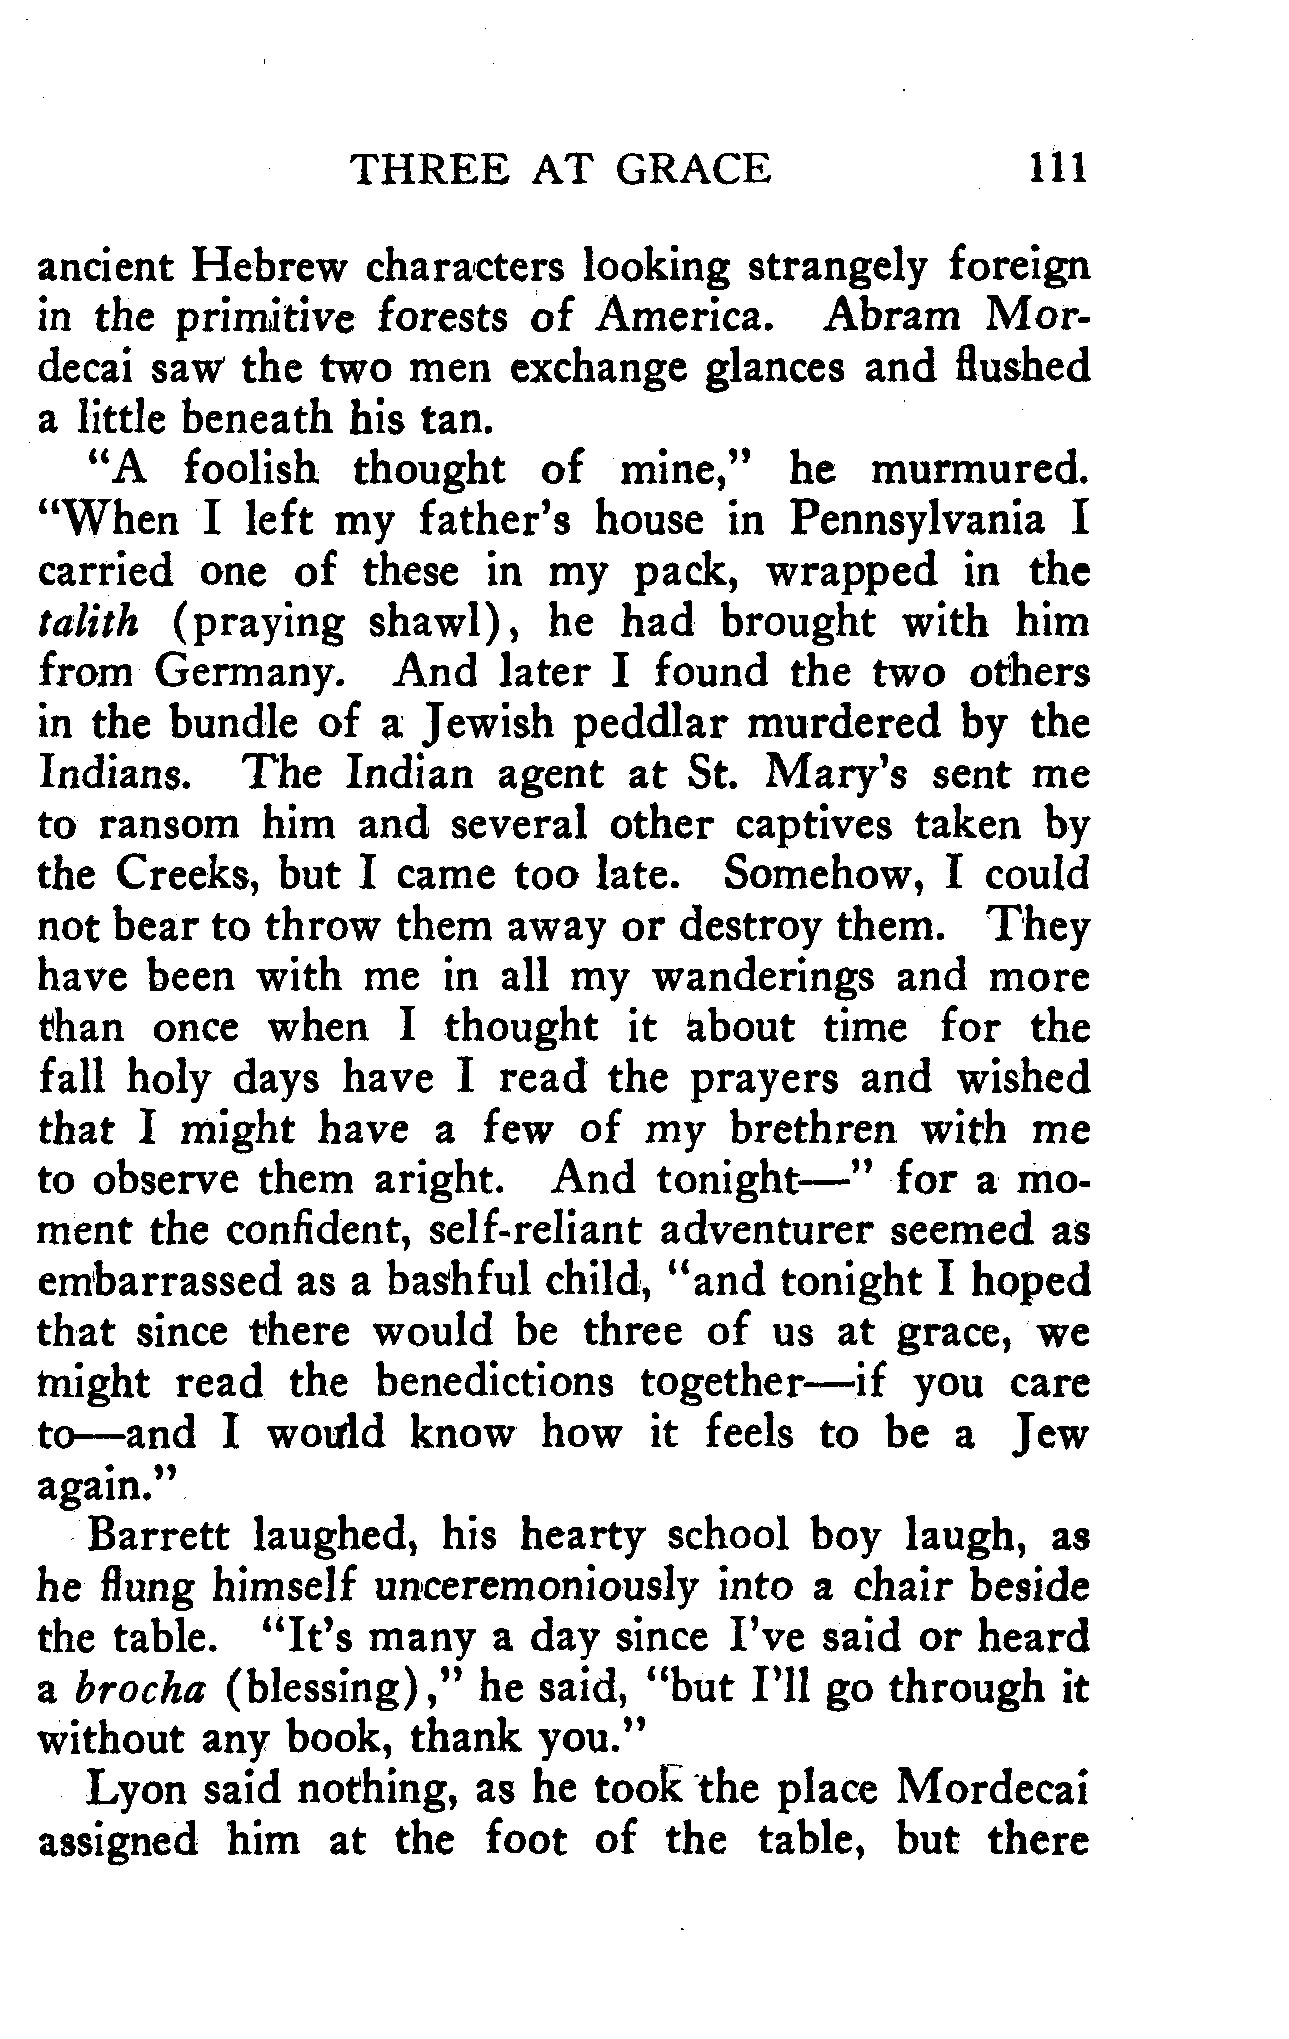 THREE AT GRACE 111
ancient Hebrew characters looking strangely foreign
in the primitive forests of America. Abram Mor-
decai saw the two men exchange glances and flushed
a little beneath his tan.
“A foolish thought of mine,” he murmured.
“When I left my father’s house in Pennsylvania I
carried one of these in my pack, wrapped in the
talith (praying shawl), he had brought with him
from Germany. And later I found the two others
in the bundle of a Jewish peddlar murdered by the
Indians. The Indian agent at St. Mary’s sent me
to ransom him and several other captives taken by
the Creeks, but I came too late. Somehow, I could
not bear to throw them away or destroy them. They
have been with me in all my wanderings and more
than once when I thought it about time for the
fall holy days have I read the prayers and wished
that I might have a few of my brethren with me
to observe them aright. And tonight—” for a mo-
ment the confident, self-reliant adventurer seemed as
embarrassed as a bashful child, “and tonight I hoped
that since there would be three of us at grace, we
might read the benedictions together—if you care
to—and I would know how it feels to be a Jew
again.”
Barrett laughed, his hearty school boy laugh, as
he flung himself unceremoniously into a chair beside
the table. “It’s many a day since I’ve said or heard
a brocha (blessing),” he said, “but I’ll go through it
without any book, thank you.”
Lyon said nothing, as he took the place Mordecai
assigned him at the foot of the table, but there